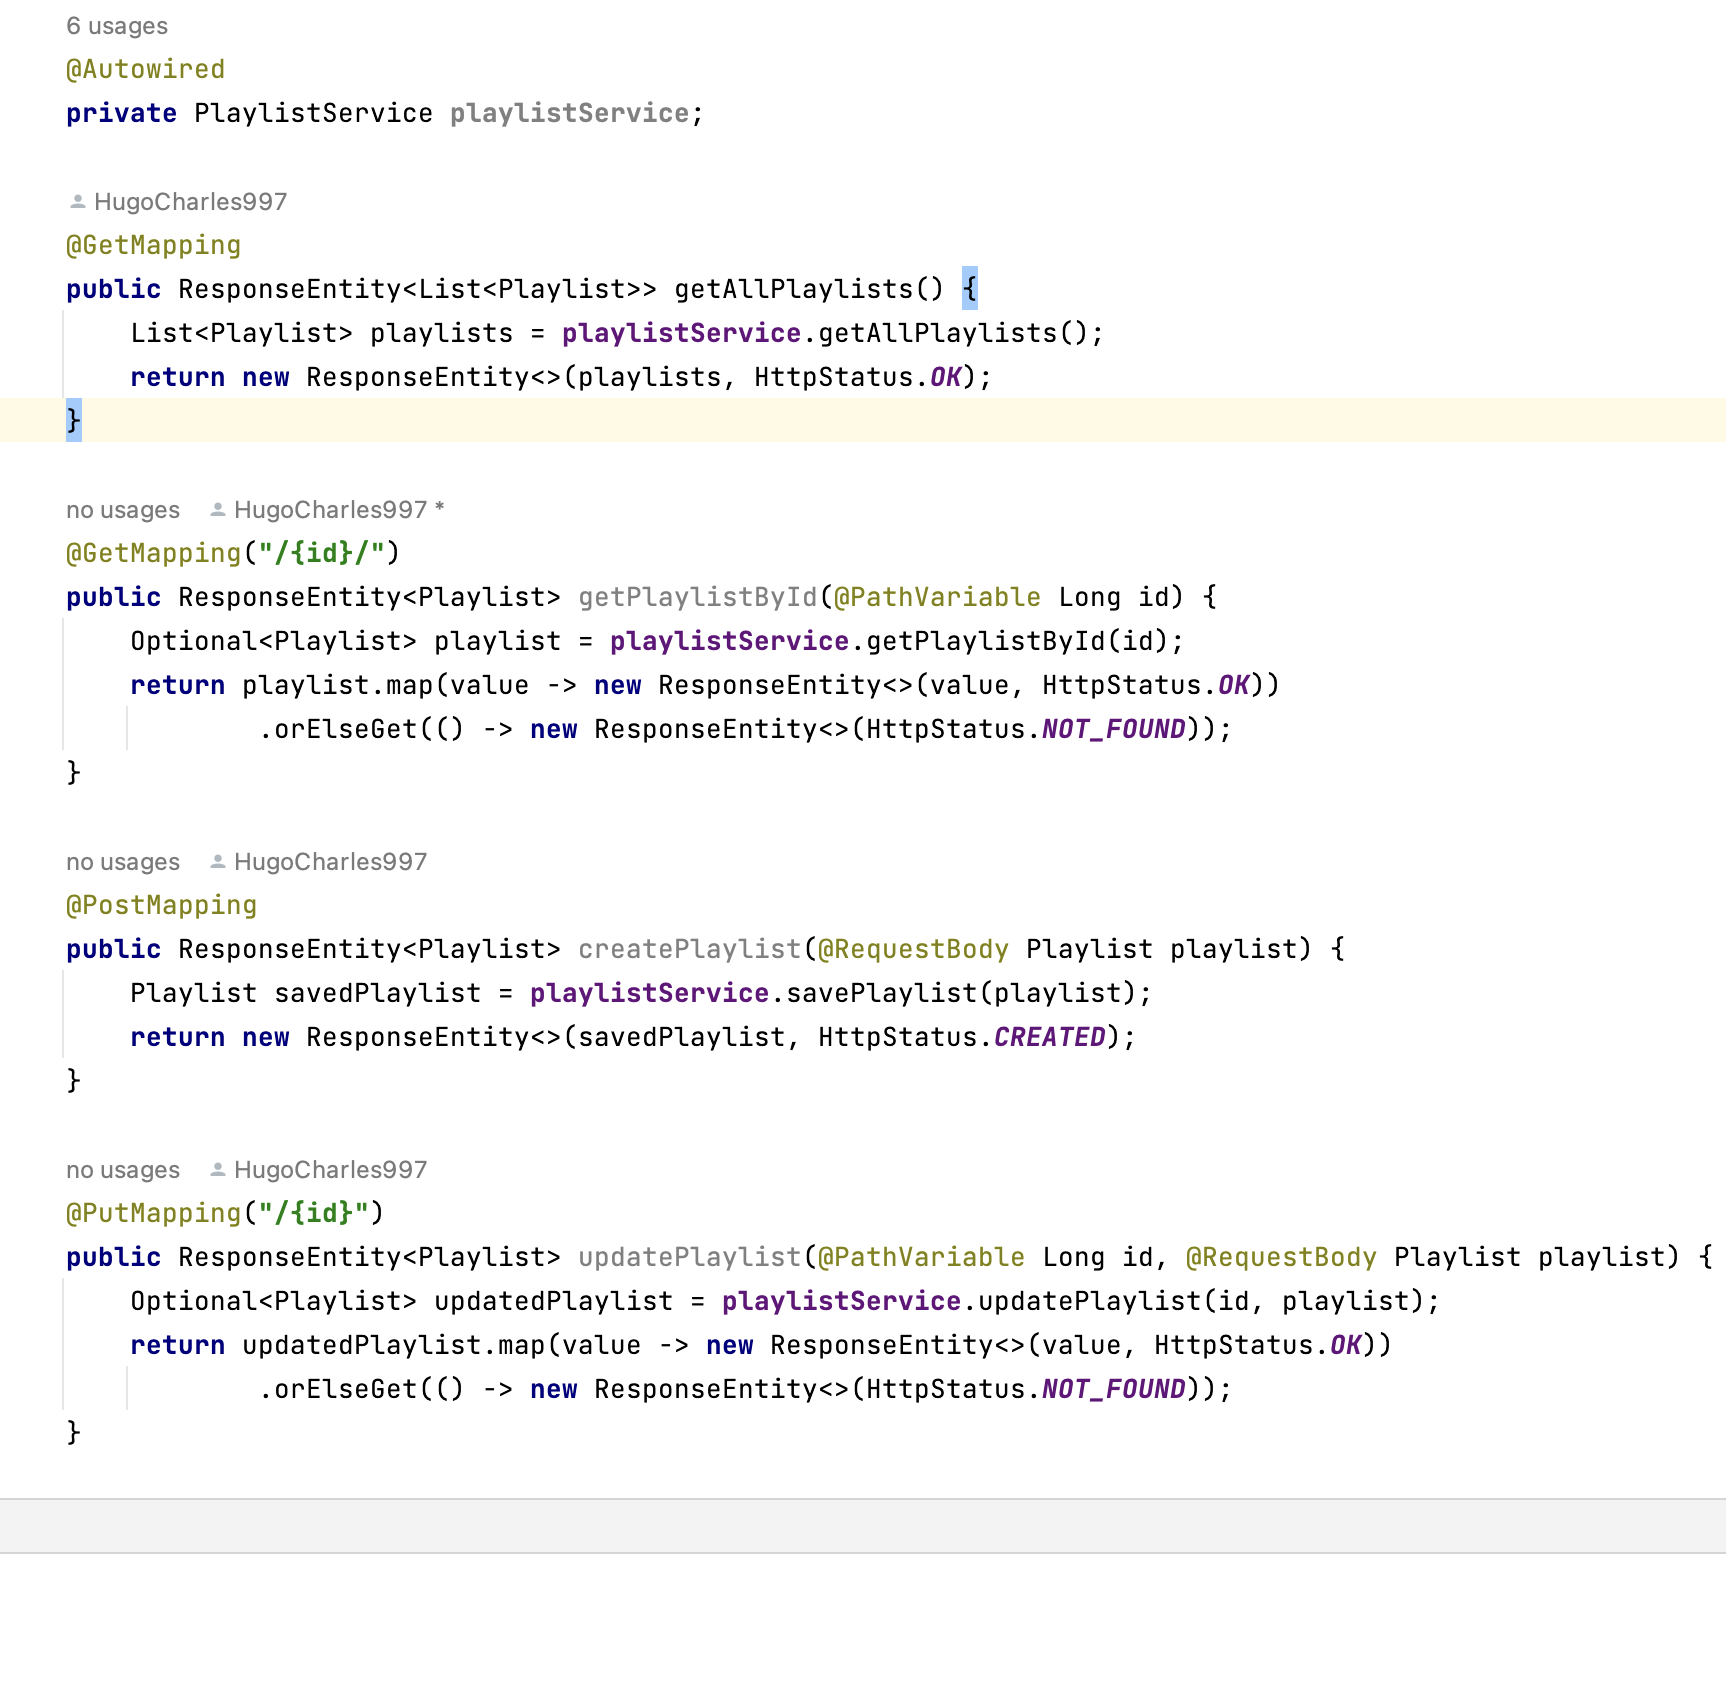 6 usages
@Autowired
private PlaylistService playlistService;
HugoCharles997
@GetMapping
public ResponseEntity<List<Playlist>> getAllPlaylists() {
    List<Playlist> playlists = playlistService.getAllPlaylists();
    return new ResponseEntity<>(playlists, HttpStatus.OK);
}
no usages HugoCharles997 *
@GetMapping("/{id}/")
public ResponseEntity<Playlist> getPlaylistById(@PathVariable Long id) {
    Optional<Playlist> playlist = playlistService.getPlaylistById(id);
    return playlist.map(value -> new ResponseEntity<>(value, HttpStatus.OK))
            .orElseGet(() -> new ResponseEntity<>(HttpStatus.NOT_FOUND));
}
no usages HugoCharles997
@PostMapping
public ResponseEntity<Playlist> createPlaylist(@RequestBody Playlist playlist) {
    Playlist savedPlaylist = playlistService.savePlaylist(playlist);
    return new ResponseEntity<>(savedPlaylist, HttpStatus.CREATED);
}
no usages HugoCharles997
@PutMapping("/{id}")
public ResponseEntity<Playlist> updatePlaylist(@PathVariable Long id, @RequestBody Playlist playlist) {
    Optional<Playlist> updatedPlaylist = playlistService.updatePlaylist(id, playlist);
    return updatedPlaylist.map(value -> new ResponseEntity<>(value, HttpStatus.OK))
            .orElseGet(() -> new ResponseEntity<>(HttpStatus.NOT_FOUND));
}